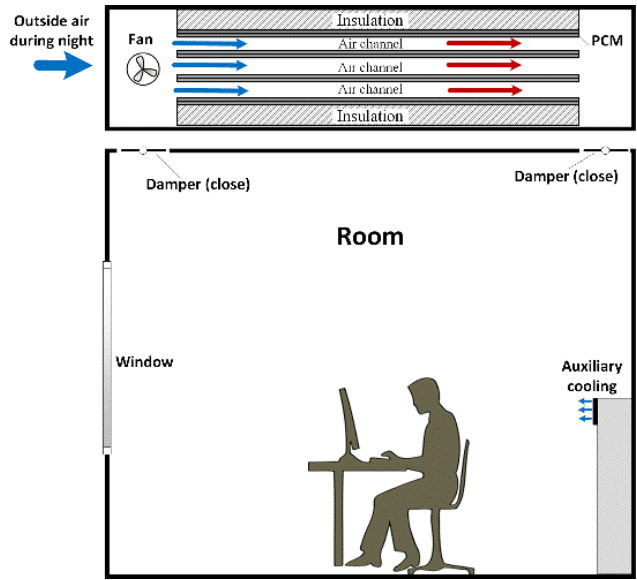 Outside air
during night
Fan
Insulation
Air channel
Air channel
Air channel
Insulation
PCM
Damper (close)
Damper (close)
Room
Window
Auxiliary
cooling